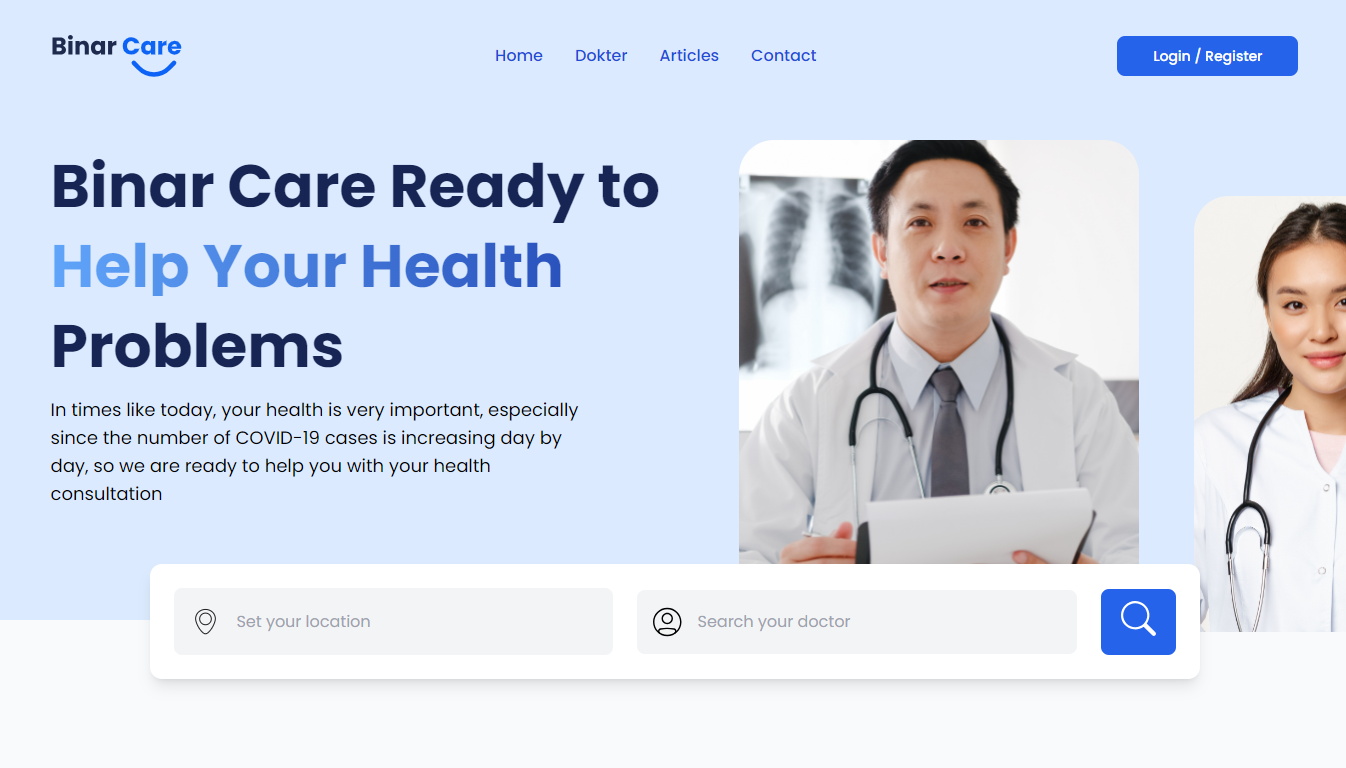 Binar Care
Home
Dokter
Articles
Contact
Login / Register
Binar Care Ready to
Help Your Health
Problems
In times like today, your health is very important, especially
since the number of COVID-19 cases is increasing day by
day, so we are ready to help you with your health
consultation
Set your location
Search your doctor